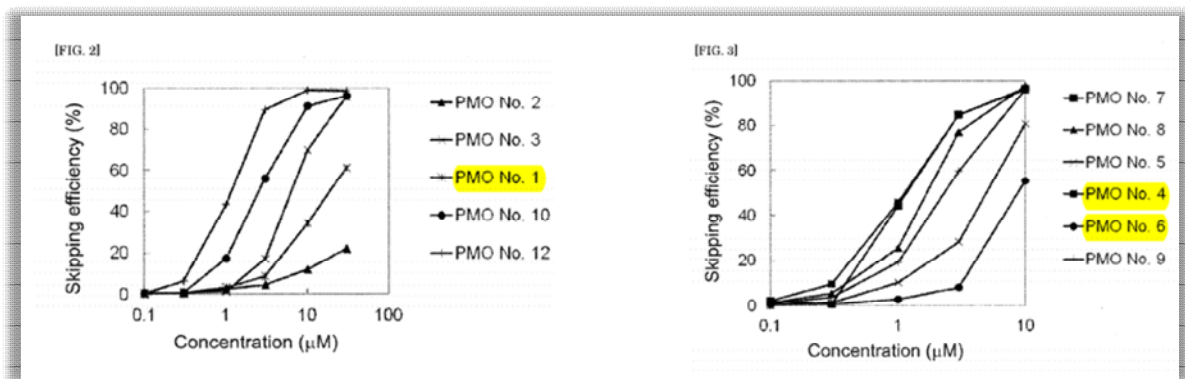 [FIG. 2]
Skipping efficiency (%)
100
80
60
40
20
0
0.1
1
10
100
Concentration (μM)
PMO No. 2
PMO No. 3
PMO No. 1
PMO No. 10
PMO No. 12
[FIG. 3]
Skipping efficiency (%)
100
80
60
40
20
0
0.1
1
10
Concentration (μM)
PMO No. 7
PMO No. 8
PMO No. 5
PMO No. 4
PMO No. 6
PMO No. 9